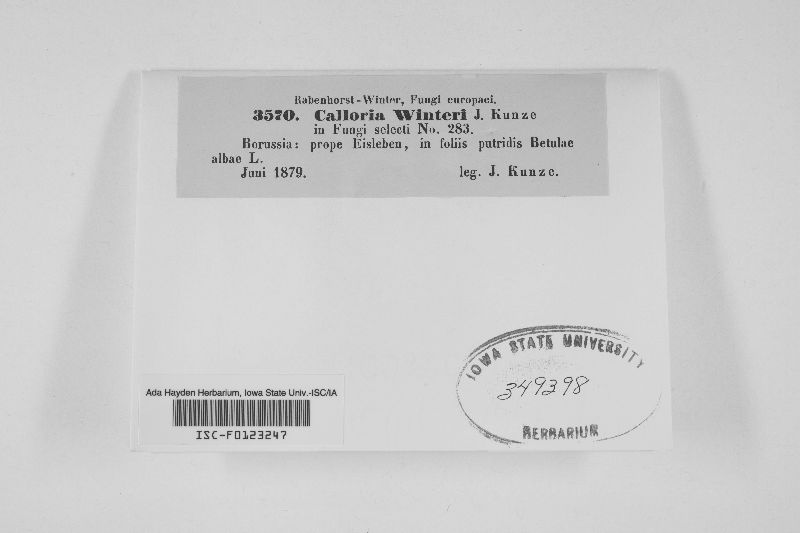 Rabenhorst-Winter, Fungi europaei.
3570. Calloria Winteri J. Kunze
in Fungi selecti No. 283.
Borussia: prope Eisleben, in foliis putridis Betulae
albae L.
Juni 1879. leg. J. Kunze.
IOWA STATE UNIVERSITY
349398
HERBARIUM
Ada Hayden Herbarium, Iowa State Univ.-ISC/IA
ISC-F0123247